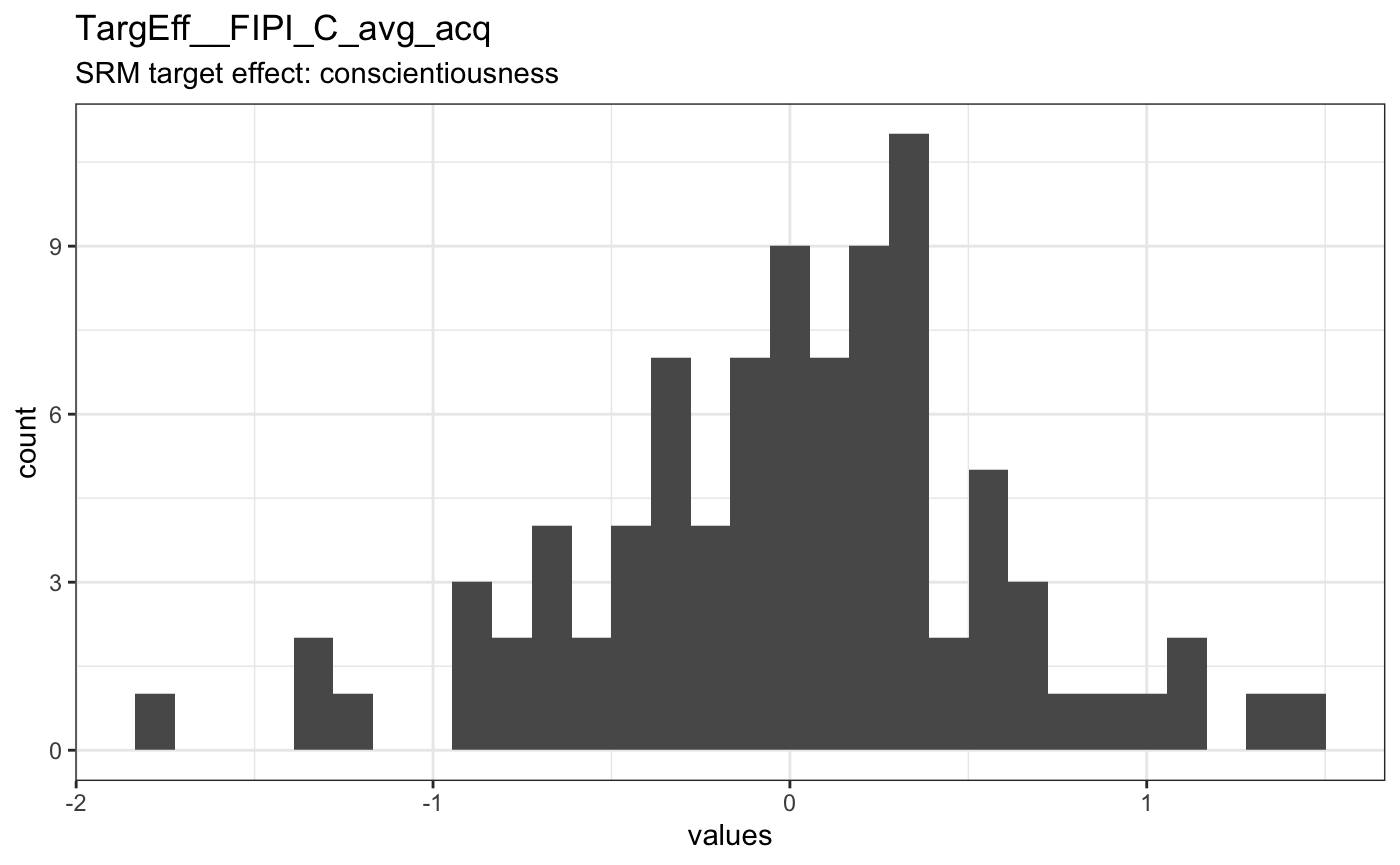 TargEff__FIPI_C_avg_acq
SRM target effect: conscientiousness
count
9
6
3
0
-2 -1 0 1
values